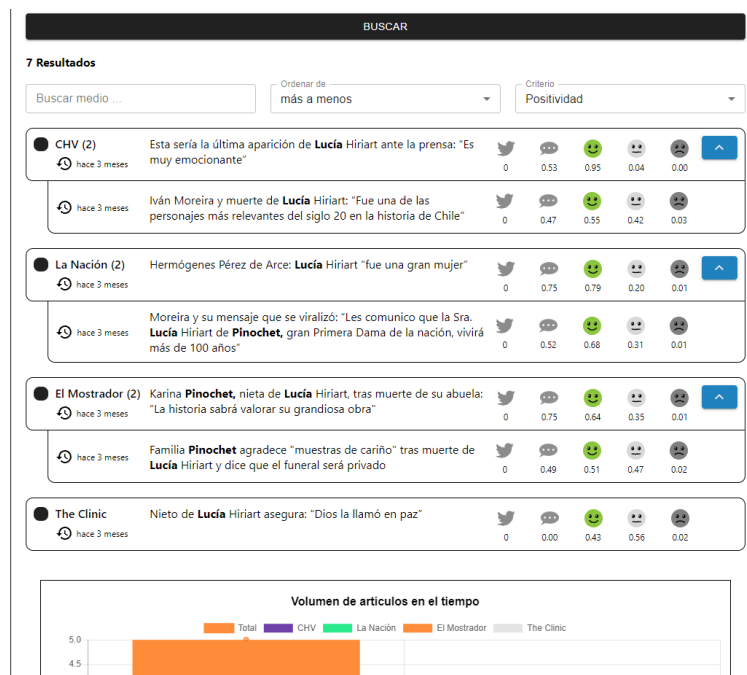 BUSCAR
7 Resultados
Buscar medio ...
Ordenar de
más a menos
Criterio
Positividad
CHV (2)
hace 3 meses
Esta sería la última aparición de Lucía Hiriart ante la prensa: “Es
muy emocionante”
0 0.53 0.95 0.04 0.00
hace 3 meses
Iván Moreira y muerte de Lucía Hiriart: “Fue una de las
personajes más relevantes del siglo 20 en la historia de Chile”
0 0.47 0.55 0.42 0.03
La Nación (2)
hace 3 meses
Hermógenes Pérez de Arce: Lucía Hiriart “fue una gran mujer”
0 0.75 0.79 0.20 0.01
hace 3 meses
Moreira y su mensaje que se viralizó: “Les comunico que la Sra.
Lucía Hiriart de Pinochet, gran Primera Dama de la nación, vivirá
más de 100 años”
0 0.52 0.68 0.31 0.01
El Mostrador (2)
hace 3 meses
Karina Pinochet, nieta de Lucía Hiriart, tras muerte de su abuela:
“La historia sabrá valorar su grandiosa obra”
0 0.75 0.64 0.35 0.01
hace 3 meses
Familia Pinochet agradece "muestras de cariño" tras muerte de
Lucía Hiriart y dice que el funeral será privado
0 0.49 0.51 0.47 0.02
The Clinic
hace 3 meses
Nieto de Lucía Hiriart asegura: “Dios la llamó en paz”
0 0.00 0.43 0.56 0.02
Volumen de articulos en el tiempo
Total CHV La Nación El Mostrador The Clinic
5.0
4.5